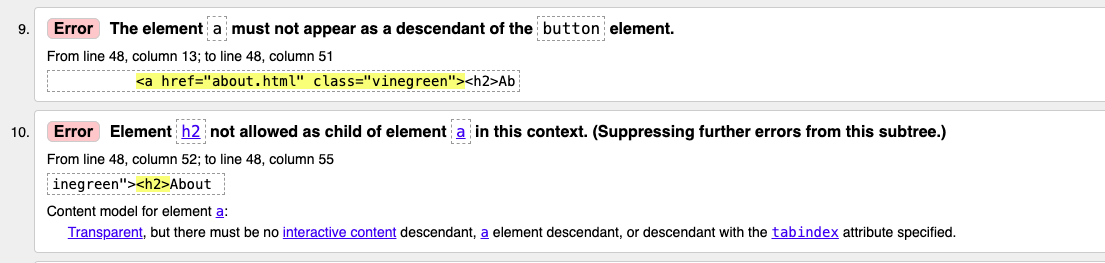 9. Error The element a must not appear as a descendant of the button element.
From line 48, column 13; to line 48, column 51
<a href="about.html" class="vinegreen"><h2>Ab
10. Error Element h2 not allowed as child of element a in this context. (Suppressing further errors from this subtree.)
From line 48, column 52; to line 48, column 55
inegreen"><h2>About
Content model for element a:
Transparent, but there must be no interactive content descendant, a element descendant, or descendant with the tabindex attribute specified.